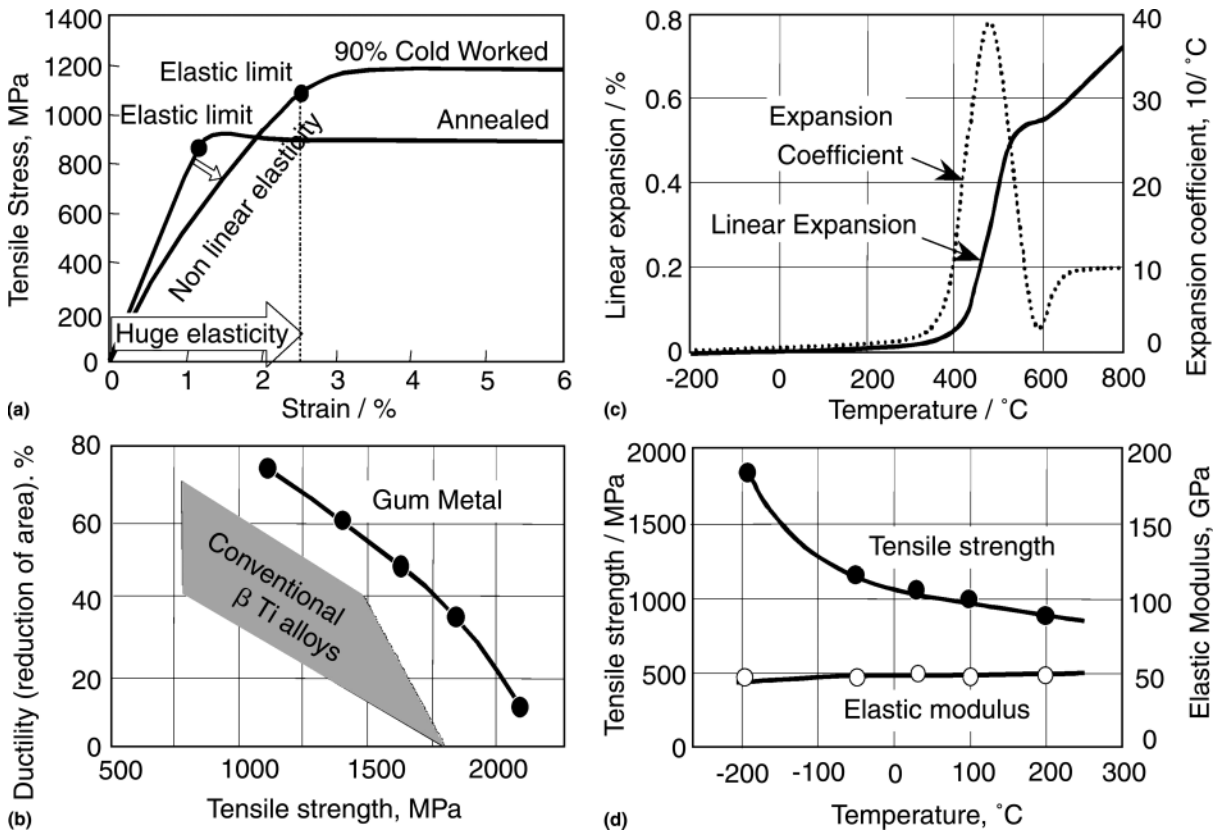 1400
1200
1000
800
600
400
200
0
Tensile Stress, MPa
90% Cold Worked
Elastic limit
Elastic limit
Annealed
Non linear elasticity
Huge elasticity
0
1
2
3
4
5
6
Strain / %
(a)
80
60
40
20
0
Ductility (reduction of area). %
Gum Metal
Conventional
β Ti alloys
500
1000
1500
2000
Tensile strength, MPa
(b)
0.8
0.6
0.4
0.2
0
Linear expansion / %
Expansion
Coefficient
Linear Expansion
40
30
20
10
0
Expansion coefficient, 10/ ˚C
-200
0
200
400
600
800
Temperature / ˚C
(c)
2000
1500
1000
500
0
Tensile strength / MPa
Tensile strength
Elastic modulus
200
150
100
50
0
Elastic Modulus, GPa
-200
-100
0
100
200
300
Temperature, ˚C
(d)